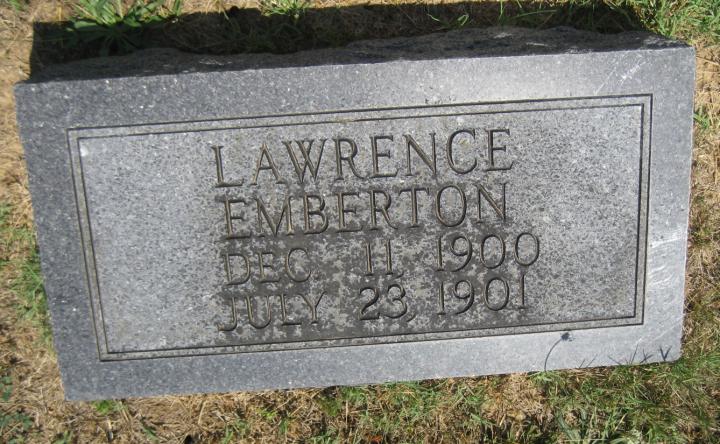 LAWRENCE
EMBERTON
DEC. 11, 1900
JULY 23, 1901